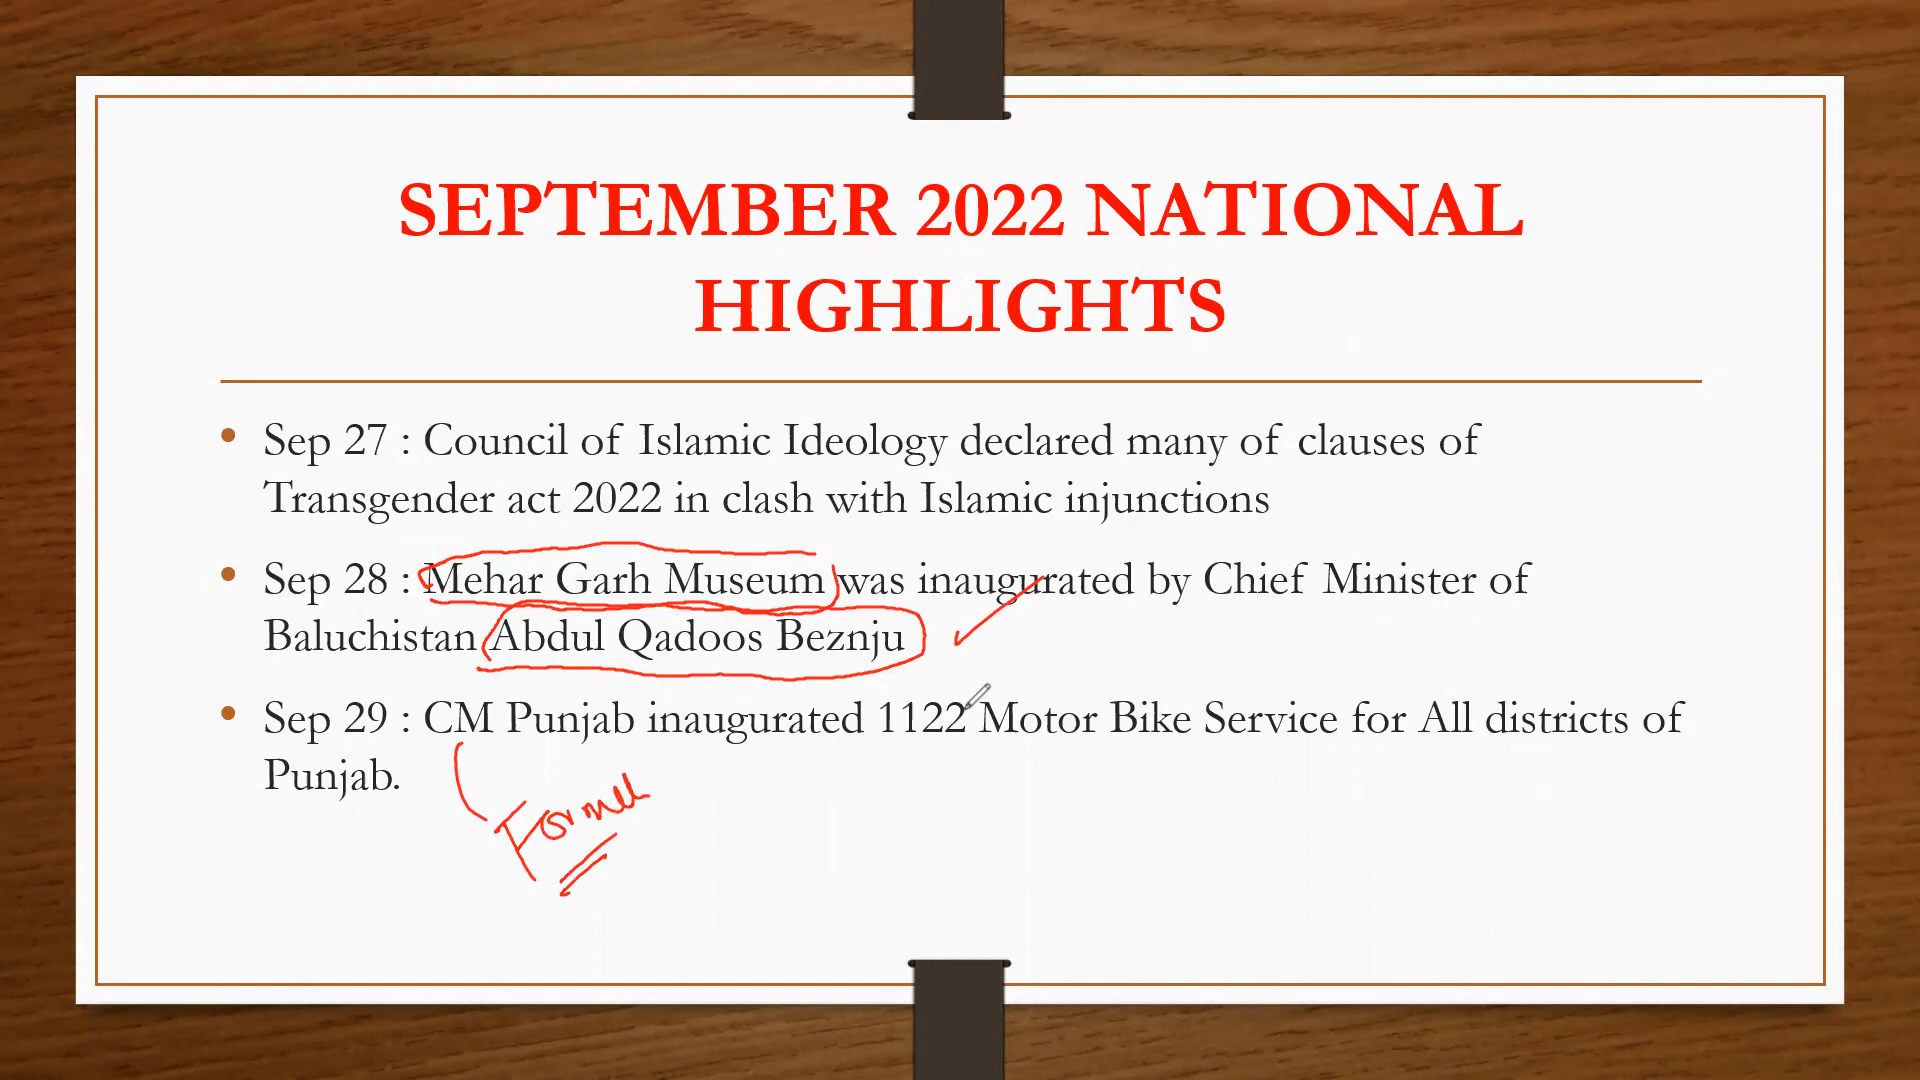 SEPTEMBER 2022 NATIONAL
HIGHLIGHTS
• Sep 27 : Council of Islamic Ideology declared many of clauses of
Transgender act 2022 in clash with Islamic injunctions
• Sep 28 : Mehar Garh Museum was inaugurated by Chief Minister of
Baluchistan Abdul Qadoos Beznju
• Sep 29 : CM Punjab inaugurated 1122 Motor Bike Service for All districts of
Punjab.
Former